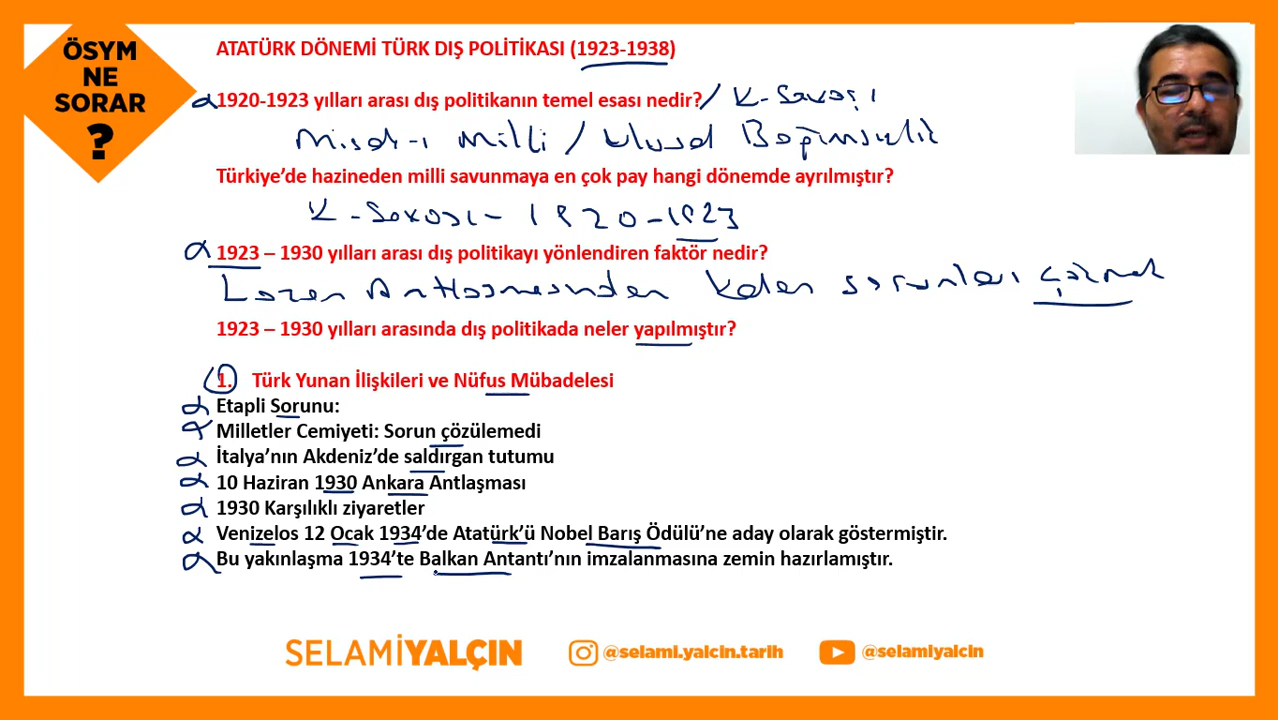 ÖSYM
NE
SORAR
?
ATATÜRK DÖNEMİ TÜRK DIŞ POLİTİKASI (1923-1938)
1920-1923 yılları arası dış politikanın temel esası nedir? / K-Savaşı
Misak-ı Milli / Ulusal Bağımsızlık
Türkiye’de hazineden milli savunmaya en çok pay hangi dönemde ayrılmıştır?
K-Savaşı - 1920-1923
1923 – 1930 yılları arası dış politikayı yönlendiren faktör nedir?
Lozan Antlaşmasından kalan sorunları çözmek
1923 – 1930 yılları arasında dış politikada neler yapılmıştır?
1. Türk Yunan İlişkileri ve Nüfus Mübadelesi
Etapli Sorunu:
Milletler Cemiyeti: Sorun çözülemedi
İtalya’nın Akdeniz’de saldırgan tutumu
10 Haziran 1930 Ankara Antlaşması
1930 Karşılıklı ziyaretler
Venizelos 12 Ocak 1934’de Atatürk’ü Nobel Barış Ödülü’ne aday olarak göstermiştir.
Bu yakınlaşma 1934’te Balkan Antantı’nın imzalanmasına zemin hazırlamıştır.
SELAMİYALÇIN @selami.yalcin.tarih @selamiyalcin